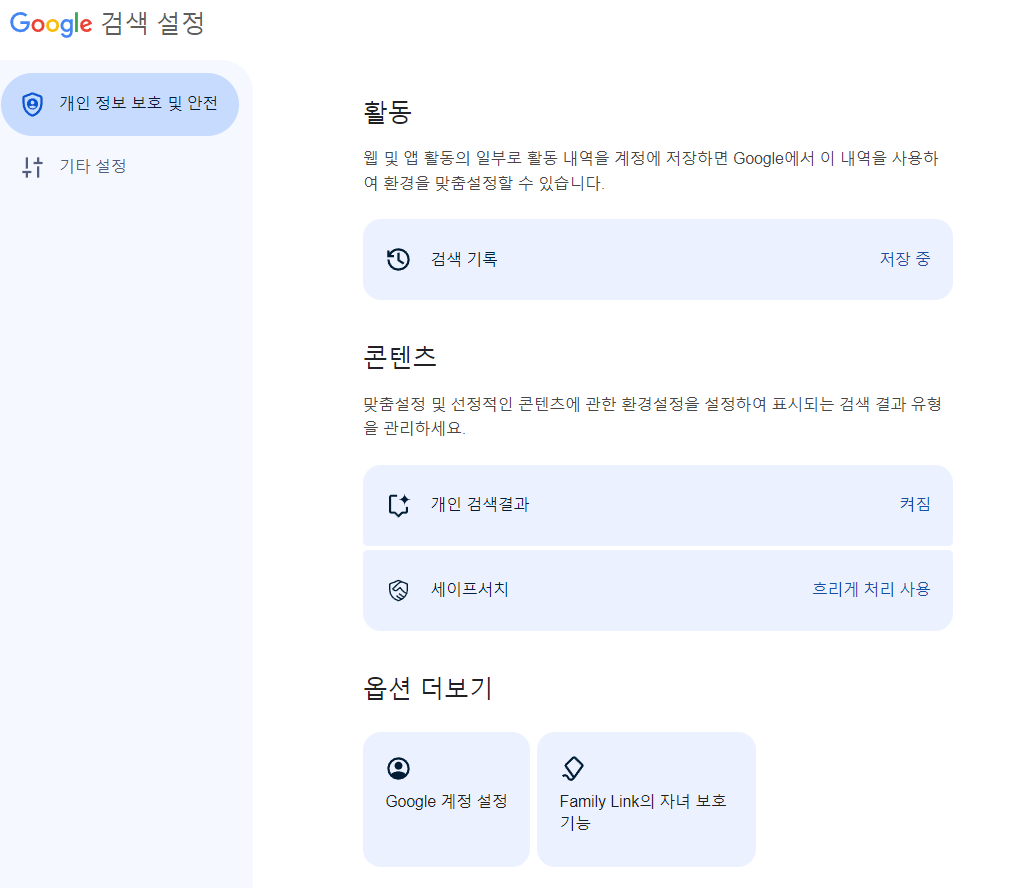 Google 검색 설정
개인 정보 보호 및 안전
기타 설정
활동
웹 및 앱 활동의 일부로 활동 내역을 계정에 저장하면 Google에서 이 내역을 사용하
여 환경을 맞춤설정할 수 있습니다.
검색 기록
저장 중
콘텐츠
맞춤설정 및 선정적인 콘텐츠에 관한 환경설정을 설정하여 표시되는 검색 결과 유형
을 관리하세요.
개인 검색결과
켜짐
세이프서치
흐리게 처리 사용
옵션 더보기
Google 계정 설정
Family Link의 자녀 보호
기능